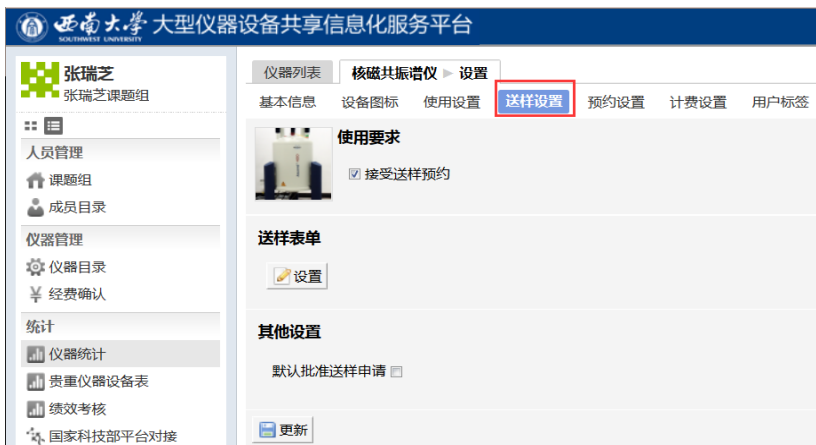 西南大学 大型仪器设备共享信息化服务平台
SOUTHWEST UNIVERSITY
张瑞芝
张瑞芝课题组
人员管理
课题组
成员目录
仪器管理
仪器目录
经费确认
统计
仪器统计
贵重仪器设备表
绩效考核
国家科技部平台对接
仪器列表 核磁共振谱仪 ▶ 设置
基本信息 设备图标 使用设置 送样设置 预约设置 计费设置 用户标签
使用要求
接受送样预约
送样表单
设置
其他设置
默认批准送样申请
更新